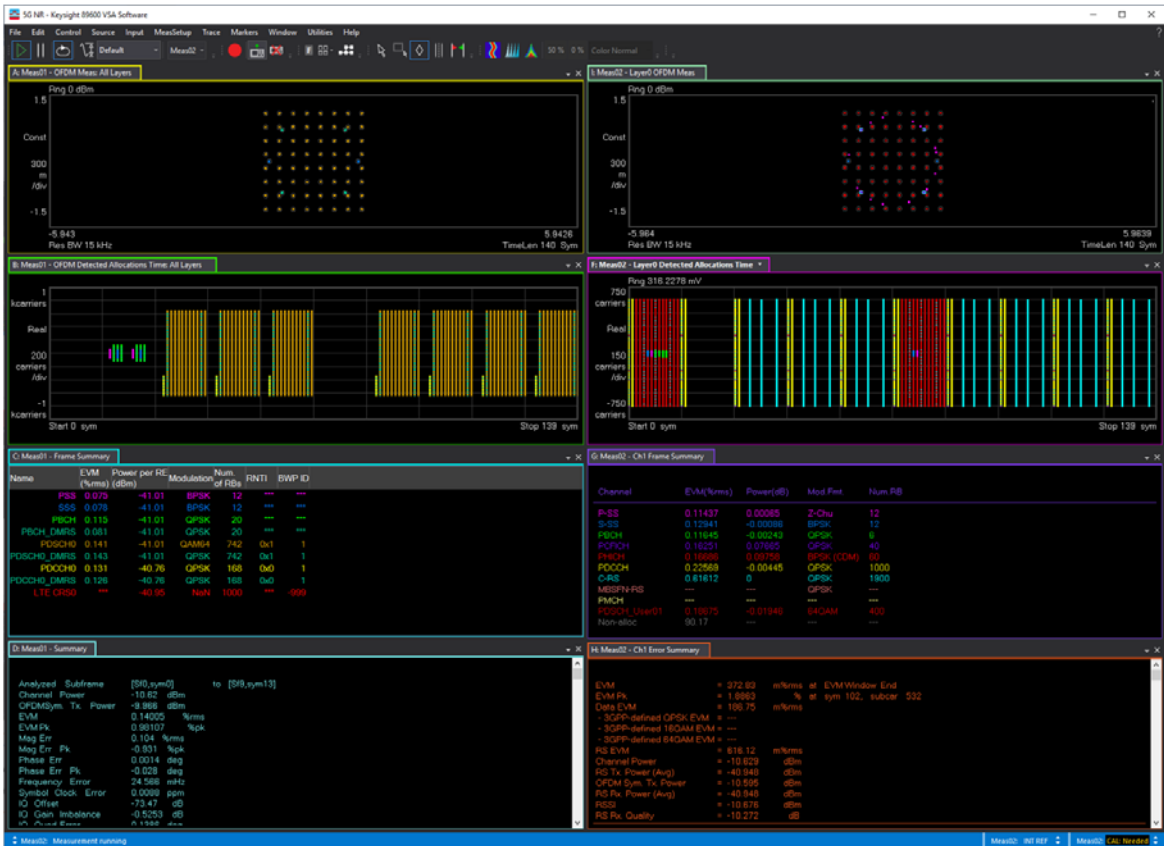 5G NR - Keysight 89600 VSA Software
File Edit Control Source Input MeasSetup Trace Markers Window Utilities Help
Default Meas02 50 % 0 % Color Normal
A: Meas01 - OFDM Meas: All Layers
Rng 0 dBm
1.5
Const
300
m
/div
-1.5
-5.943 5.9426
Res BW 15 kHz TimeLen 140 Sym
I: Meas02 - Layer0 OFDM Meas
Rng 0 dBm
1.5
Const
300
m
/div
-1.5
-5.964 5.9639
Res BW 15 kHz TimeLen 140 Sym
B: Meas01 - OFDM Detected Allocations Time: All Layers
1
kcarriers
Real
200
carriers
/div
-1
kcarriers
Start 0 sym Stop 139 sym
F: Meas02 - Layer0 Detected Allocations Time
Rng 316.2278 mV
750
carriers
Real
150
carriers
/div
-750
carriers
Start 0 sym Stop 139 sym
C: Meas01 - Frame Summary
Name EVM (%rms) Power per RE (dBm) Modulation Num. of RBs RNTI BWP ID
PSS 0.075 -41.01 BPSK 12 --- ---
SSS 0.078 -41.01 BPSK 12 --- ---
PBCH 0.115 -41.01 QPSK 20 --- ---
PBCH_DMRS 0.081 -41.01 QPSK 20 --- ---
PDSCH0 0.141 -41.01 QAM64 742 0x1 1
PDSCH0_DMRS 0.143 -41.01 QPSK 742 0x1 1
PDCCH0 0.131 -40.76 QPSK 168 0x0 1
PDCCH0_DMRS 0.126 -40.76 QPSK 168 0x0 1
LTE CRS0 --- -40.95 NaN 1000 --- -999
G: Meas02 - Ch1 Frame Summary
Channel EVM(%rms) Power(dB) Mod.Fmt. Num.RB
P-SS 0.11437 0.00065 Z-Chu 12
S-SS 0.12941 -0.00088 BPSK 12
PBCH 0.11645 -0.00243 QPSK 6
PCFICH 0.18251 0.07665 QPSK 40
PHICH 0.16686 0.09759 BPSK (CDM) 60
PDCCH 0.22569 -0.00445 QPSK 1000
C-RS 0.61612 0 QPSK 1900
MBSFN-RS --- --- QPSK ---
PMCH --- --- --- ---
PDSCH_User01 0.18675 -0.01948 64QAM 400
Non-alloc 90.17 --- --- ---
D: Meas01 - Summary
Analyzed Subframe [Sf0,sym0] to [Sf9,sym13]
Channel Power -10.62 dBm
OFDMSym. Tx. Power -9.966 dBm
EVM 0.14005 %rms
EVM Pk 0.98107 %pk
Mag Err 0.104 %rms
Mag Err Pk -0.931 %pk
Phase Err 0.0014 deg
Phase Err Pk -0.028 deg
Frequency Error 24.566 mHz
Symbol Clock Error 0.0088 ppm
IQ Offset -73.47 dB
IQ Gain Imbalance -0.5253 dB
IQ Quad Error 0.1386 deg
H: Meas02 - Ch1 Error Summary
EVM = 372.83 m%rms at EVMWindow End
EVM Pk = 1.8863 % at sym 102, subcar 532
Data EVM = 186.75 m%rms
- 3GPP-defined QPSK EVM = ---
- 3GPP-defined 16QAM EVM = ---
- 3GPP-defined 64QAM EVM = ---
RS EVM = 616.12 m%rms
Channel Power = -10.629 dBm
RS Tx. Power (Avg) = -40.948 dBm
OFDM Sym. Tx. Power = -10.595 dBm
RS Rx. Power (Avg) = -40.948 dBm
RSSI = -10.676 dBm
RS Rx. Quality = -10.272 dB
Meas02: Measurement running Meas02: INT REF Meas02: CAL: Needed